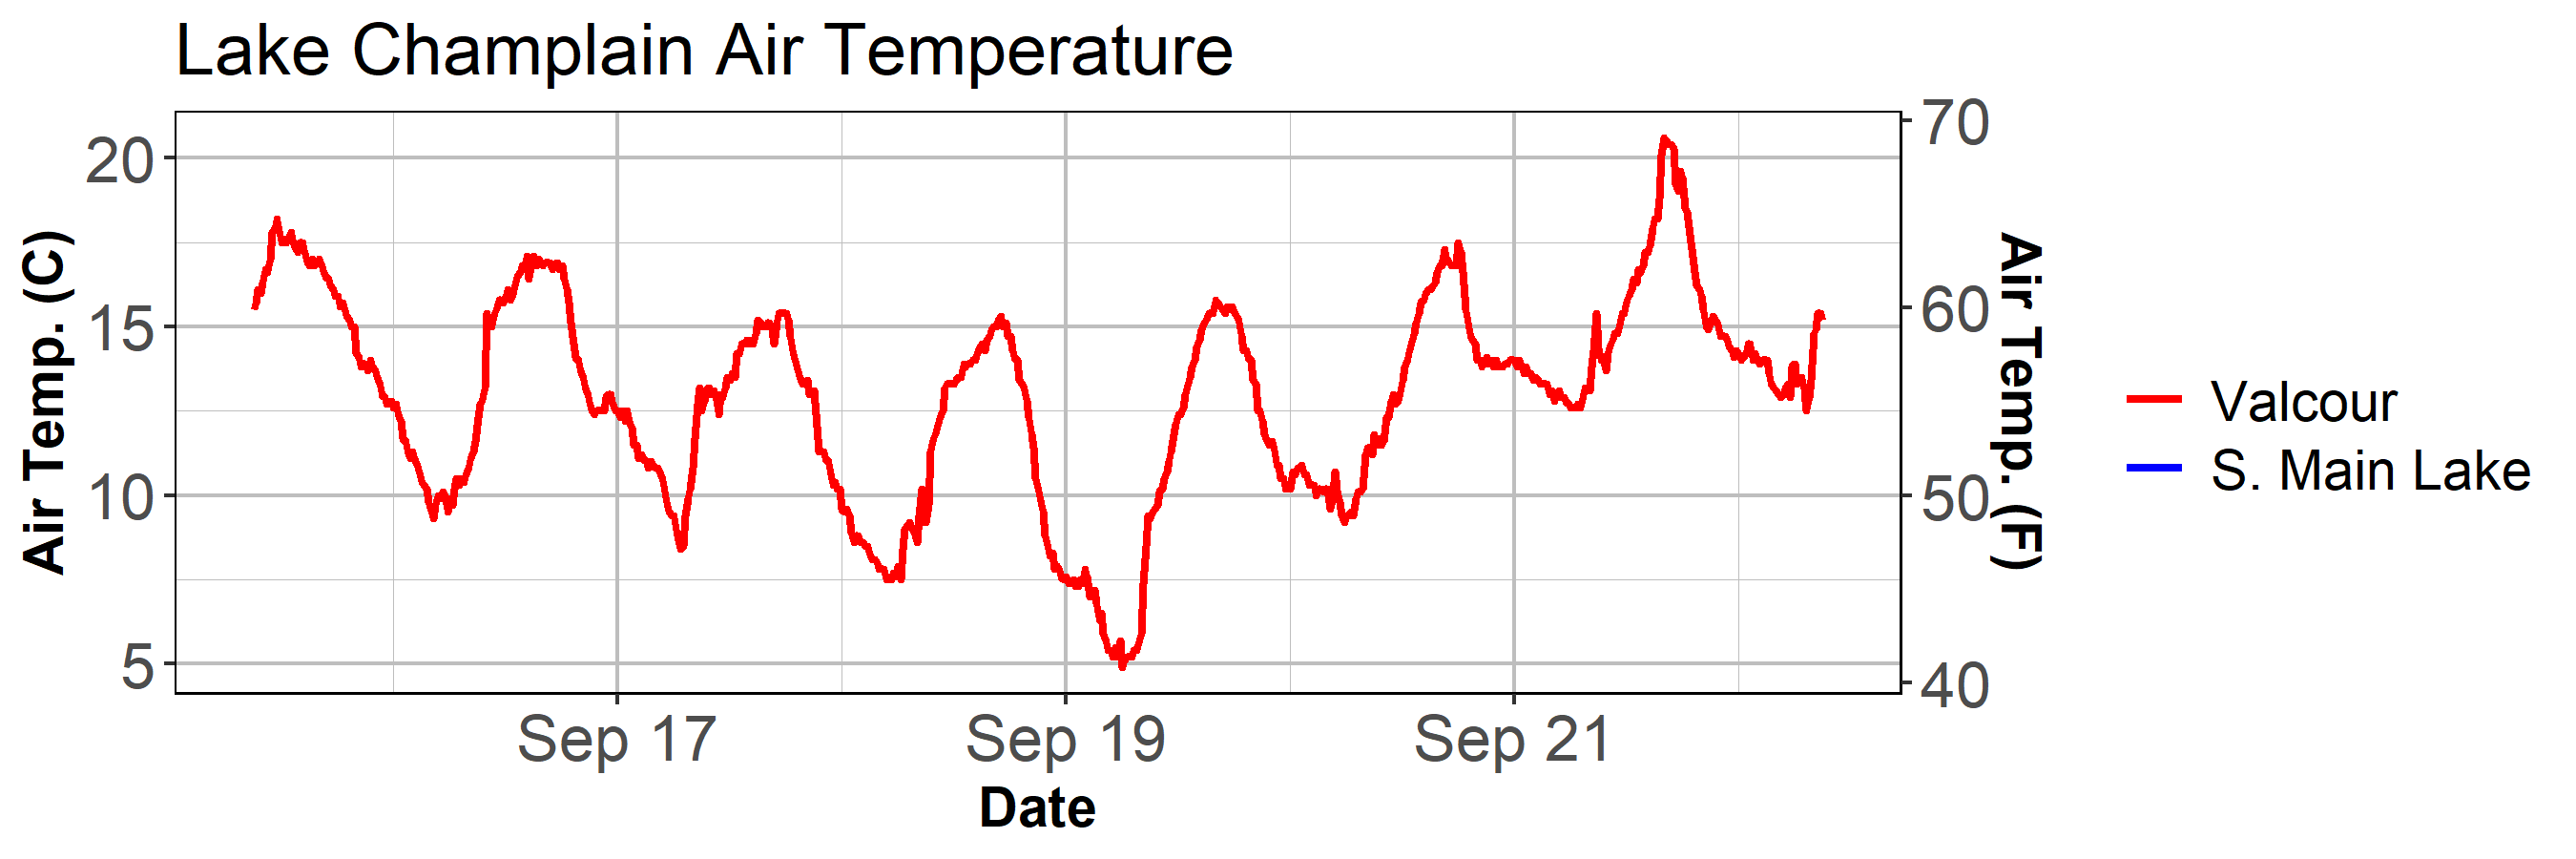 Lake Champlain Air Temperature
Air Temp. (C)
20
15
10
5
70
60
50
40
Air Temp. (F)
Sep 17
Sep 19
Sep 21
Date
Valcour
S. Main Lake